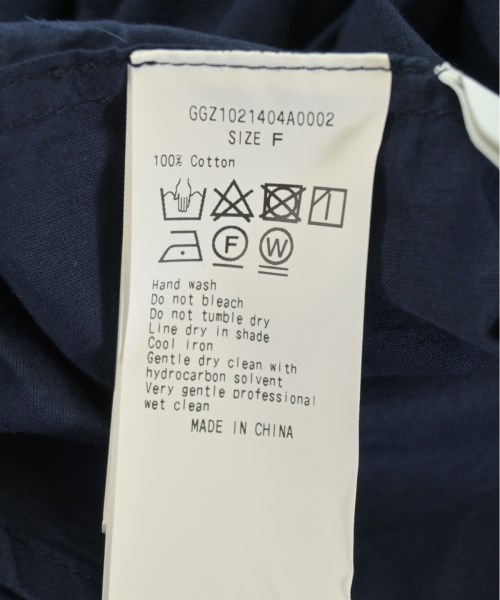 GGZ1021404A0002
SIZE F
100% Cotton
F W
Hand wash
Do not bleach
Do not tumble dry
Line dry in shade
Cool iron
Gentle dry clean with
hydrocarbon solvent
Very gentle professional
wet clean
MADE IN CHINA